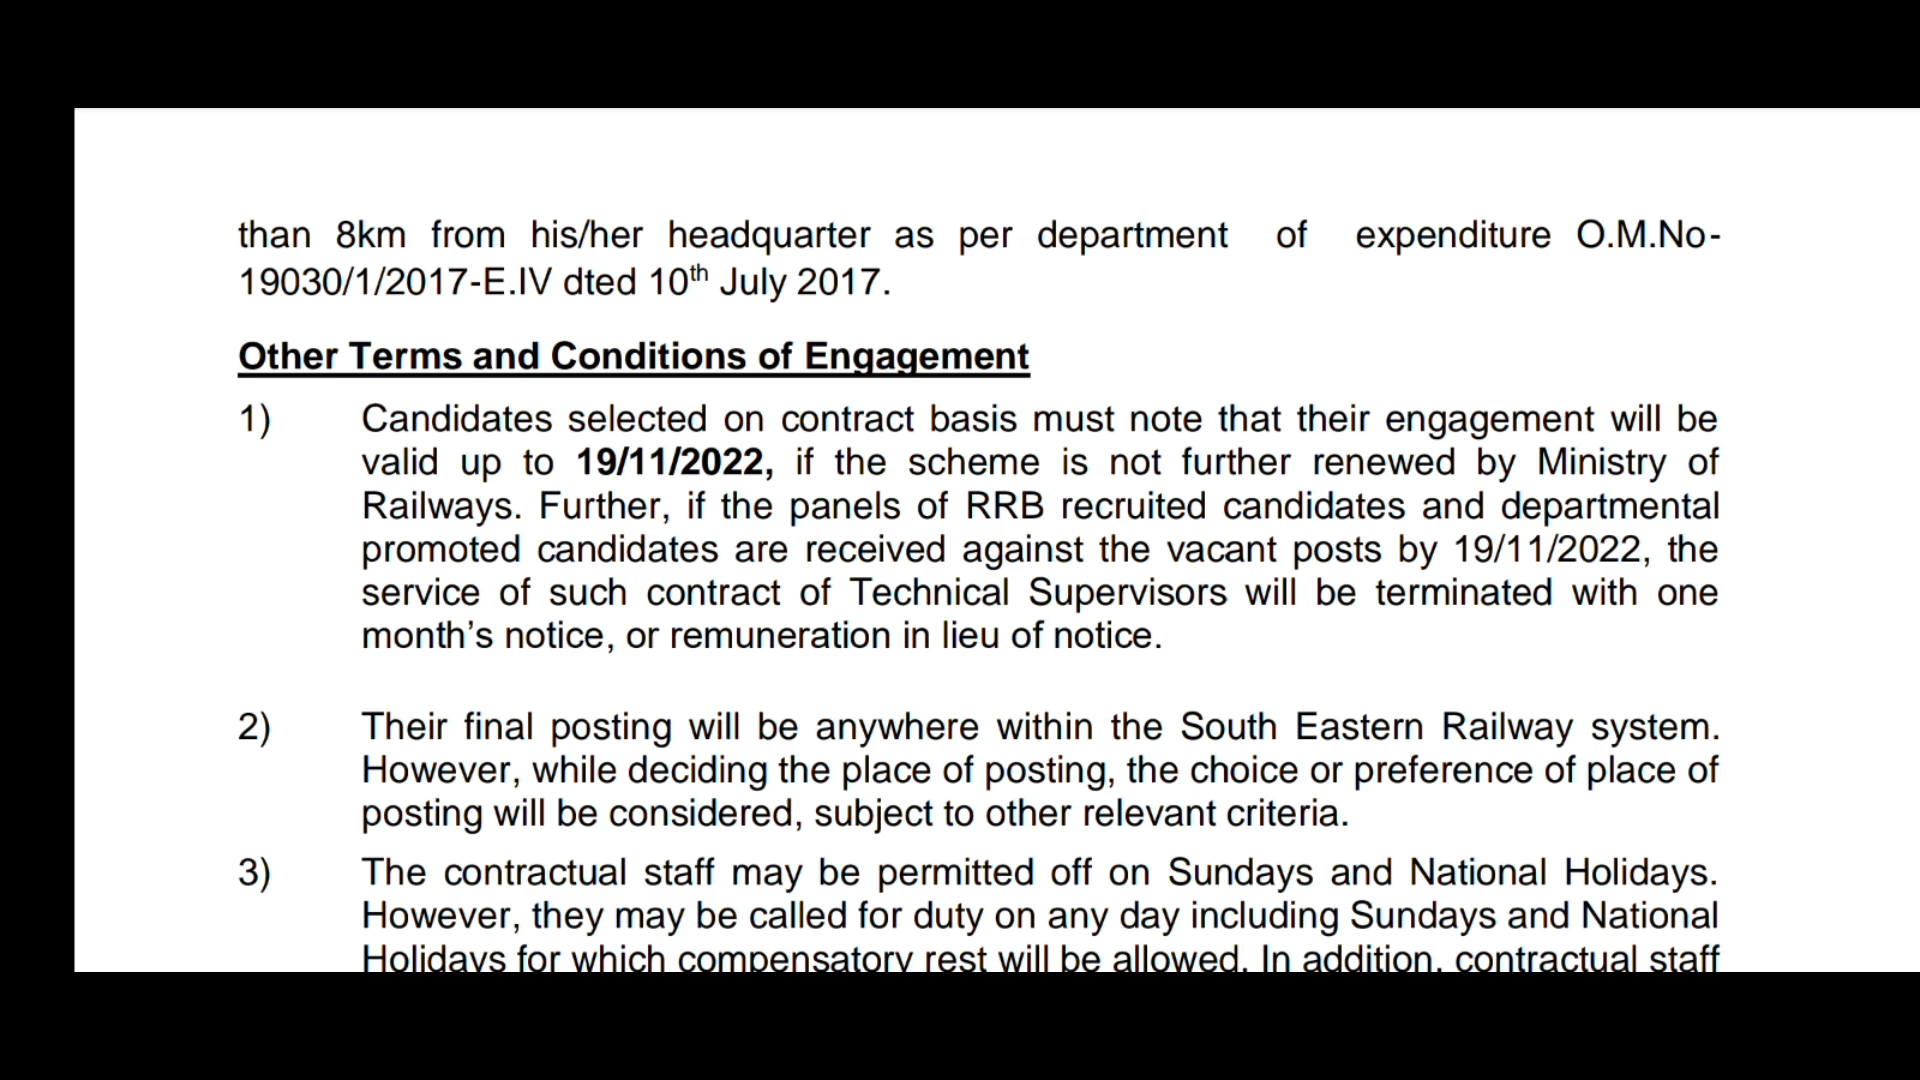 than 8km from his/her headquarter as per department of expenditure O.M.No-
19030/1/2017-E.IV dted 10th July 2017.
Other Terms and Conditions of Engagement
1) Candidates selected on contract basis must note that their engagement will be
valid up to 19/11/2022, if the scheme is not further renewed by Ministry of
Railways. Further, if the panels of RRB recruited candidates and departmental
promoted candidates are received against the vacant posts by 19/11/2022, the
service of such contract of Technical Supervisors will be terminated with one
month’s notice, or remuneration in lieu of notice.
2) Their final posting will be anywhere within the South Eastern Railway system.
However, while deciding the place of posting, the choice or preference of place of
posting will be considered, subject to other relevant criteria.
3) The contractual staff may be permitted off on Sundays and National Holidays.
However, they may be called for duty on any day including Sundays and National
Holidays for which compensatory rest will be allowed. In addition, contractual staff